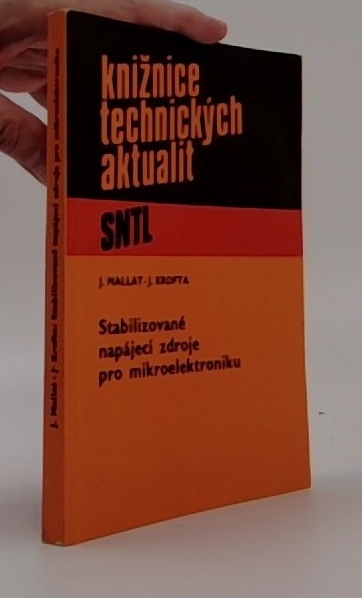 knižnice
technických
aktualit
SNTL
J. MALLAT - J. KROFTA
Stabilizované
napájecí zdroje
pro mikroelektroniku
J. Mallat - J. Krofta: Stabilizované napájecí zdroje pro mikroelektroniku